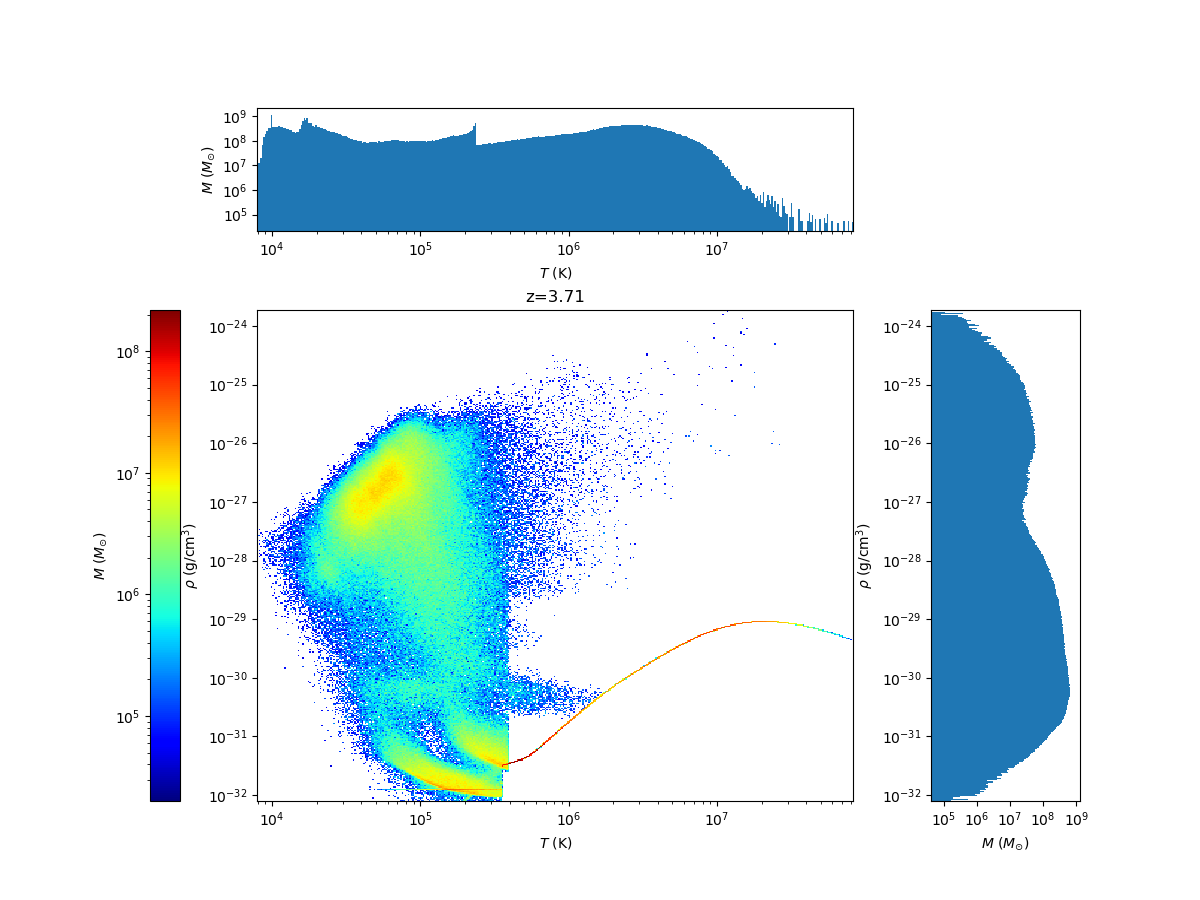 10⁹
10⁸
10⁷
10⁶
10⁵
M (M☉)
10⁴ 10⁵ 10⁶ 10⁷
T (K)
z=3.71
10⁸
10⁷
10⁶
10⁵
M (M☉)
10⁻²⁴
10⁻²⁵
10⁻²⁶
10⁻²⁷
10⁻²⁸
10⁻²⁹
10⁻³⁰
10⁻³¹
10⁻³²
ρ (g/cm³)
10⁴ 10⁵ 10⁶ 10⁷
T (K)
10⁻²⁴
10⁻²⁵
10⁻²⁶
10⁻²⁷
10⁻²⁸
10⁻²⁹
10⁻³⁰
10⁻³¹
10⁻³²
ρ (g/cm³)
10⁵ 10⁶ 10⁷ 10⁸ 10⁹
M (M☉)